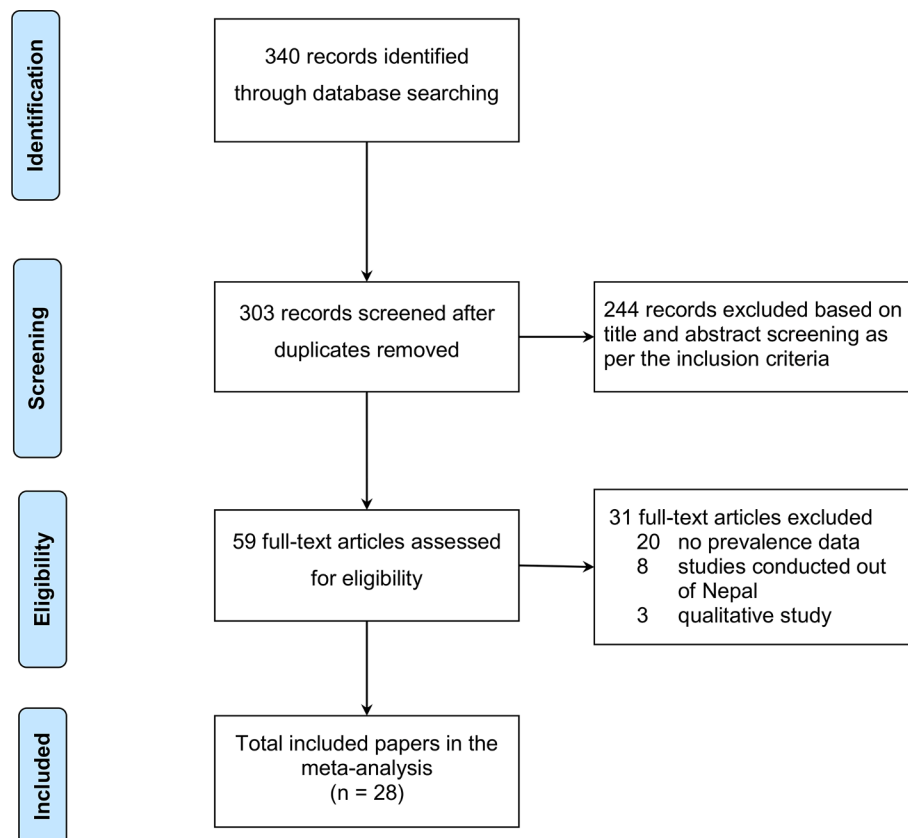 Identification
340 records identified
through database searching
Screening
303 records screened after
duplicates removed
244 records excluded based on
title and abstract screening as
per the inclusion criteria
Eligibility
59 full-text articles assessed
for eligibility
31 full-text articles excluded
20 no prevalence data
8 studies conducted out
of Nepal
3 qualitative study
Included
Total included papers in the
meta-analysis
(n = 28)